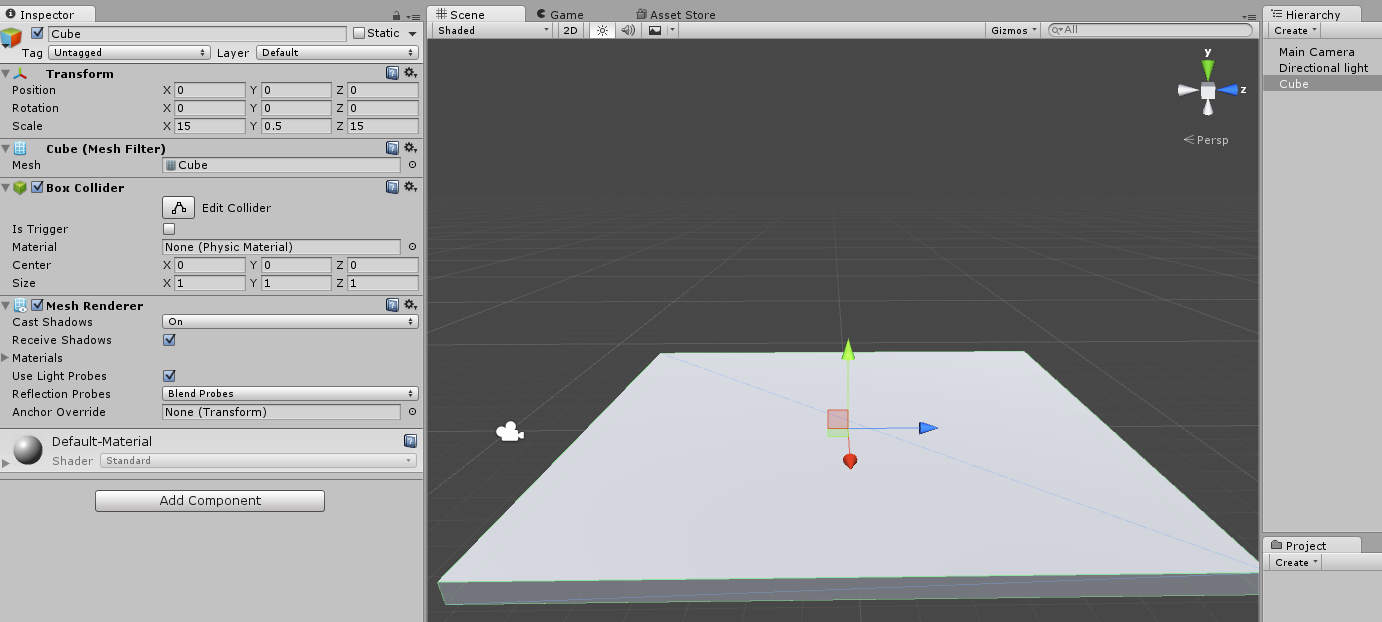 Inspector
Cube
Static
Tag Untagged Layer Default
Transform
Position X 0 Y 0 Z 0
Rotation X 0 Y 0 Z 0
Scale X 15 Y 0.5 Z 15
Cube (Mesh Filter)
Mesh Cube
Box Collider
Edit Collider
Is Trigger
Material None (Physic Material)
Center X 0 Y 0 Z 0
Size X 1 Y 1 Z 1
Mesh Renderer
Cast Shadows On
Receive Shadows
Materials
Use Light Probes
Reflection Probes Blend Probes
Anchor Override None (Transform)
Default-Material
Shader Standard
Add Component
Scene Game Asset Store
Shaded 2D Gizmos All
y
z
Persp
Hierarchy
Create
Main Camera
Directional light
Cube
Project
Create